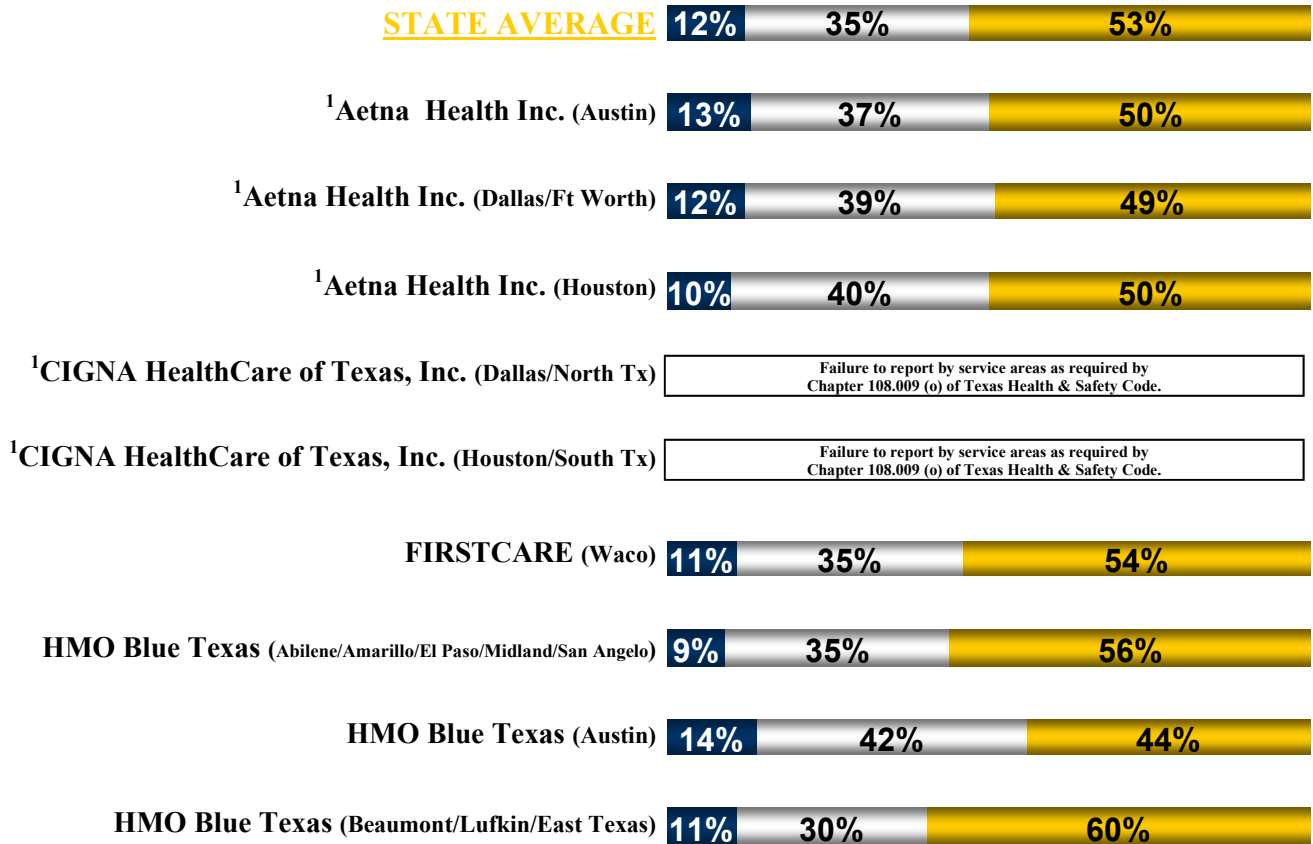 STATE AVERAGE 12% 35% 53%
¹Aetna Health Inc. (Austin) 13% 37% 50%
¹Aetna Health Inc. (Dallas/Ft Worth) 12% 39% 49%
¹Aetna Health Inc. (Houston) 10% 40% 50%
¹CIGNA HealthCare of Texas, Inc. (Dallas/North Tx) Failure to report by service areas as required by
Chapter 108.009 (o) of Texas Health & Safety Code.
¹CIGNA HealthCare of Texas, Inc. (Houston/South Tx) Failure to report by service areas as required by
Chapter 108.009 (o) of Texas Health & Safety Code.
FIRSTCARE (Waco) 11% 35% 54%
HMO Blue Texas (Abilene/Amarillo/El Paso/Midland/San Angelo) 9% 35% 56%
HMO Blue Texas (Austin) 14% 42% 44%
HMO Blue Texas (Beaumont/Lufkin/East Texas) 11% 30% 60%